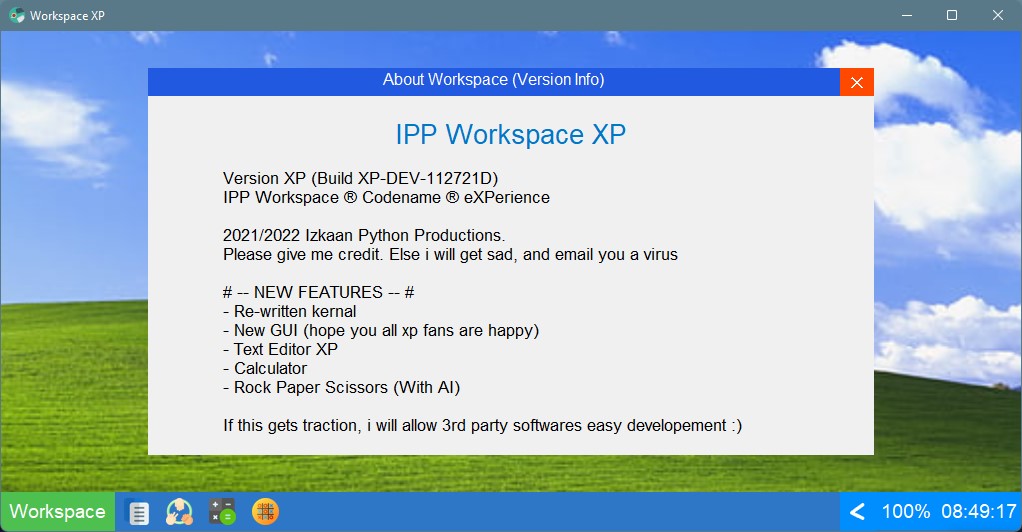 Workspace XP
About Workspace (Version Info)
IPP Workspace XP
Version XP (Build XP-DEV-112721D)
IPP Workspace ® Codename ® eXPerience
2021/2022 Izkaan Python Productions.
Please give me credit. Else i will get sad, and email you a virus
# -- NEW FEATURES -- #
- Re-written kernal
- New GUI (hope you all xp fans are happy)
- Text Editor XP
- Calculator
- Rock Paper Scissors (With AI)
If this gets traction, i will allow 3rd party softwares easy developement :)
Workspace < 100% 08:49:17